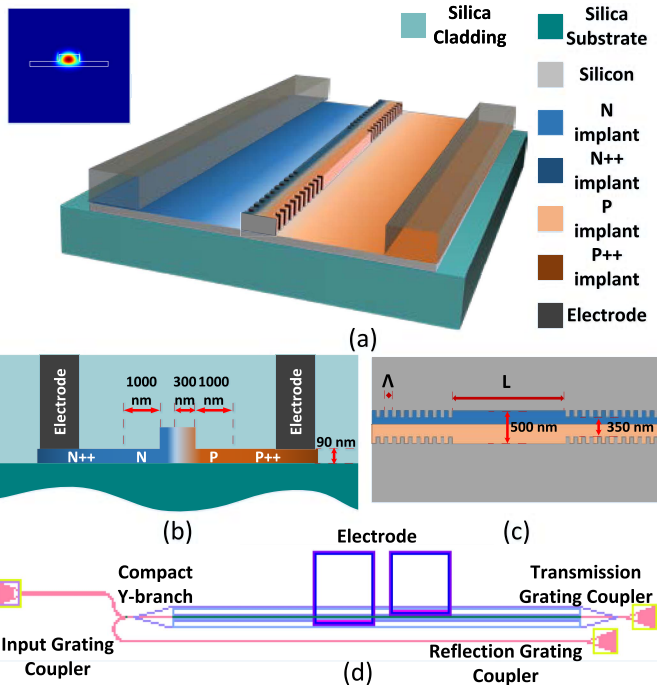 Silica
Cladding
Silica
Substrate
Silicon
N
implant
N++
implant
P
implant
P++
implant
Electrode
(a)
Electrode
1000
nm
300
nm
1000
nm
Electrode
90 nm
N++ N P P++
(b)
Λ
L
500 nm
350 nm
(c)
Electrode
Compact
Y-branch
Transmission
Grating Coupler
Input Grating
Coupler
Reflection Grating
Coupler
(d)